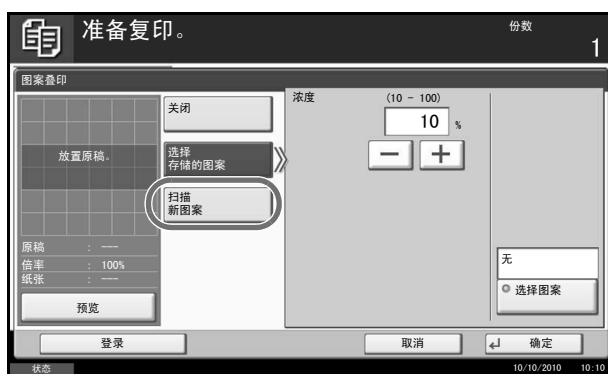 准备复印。
份数
1
图案叠印
放置原稿。
原稿 : ---
倍率 : 100%
纸张 : ---
预览
关闭
选择
存储的图案
扫描
新图案
浓度
(10 - 100)
10 %
无
选择图案
登录
取消
确定
状态
10/10/2010 10:10